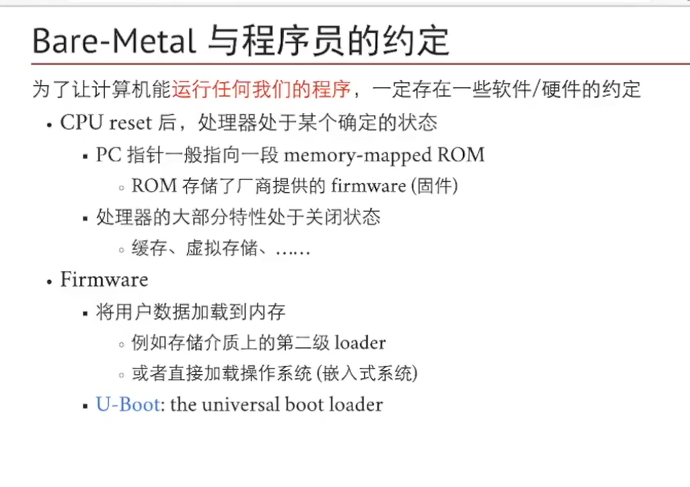 Bare-Metal 与程序员的约定
为了让计算机能运行任何我们的程序，一定存在一些软件/硬件的约定
• CPU reset 后，处理器处于某个确定的状态
▪ PC 指针一般指向一段 memory-mapped ROM
◦ ROM 存储了厂商提供的 firmware (固件)
▪ 处理器的大部分特性处于关闭状态
◦ 缓存、虚拟存储、……
• Firmware
▪ 将用户数据加载到内存
◦ 例如存储介质上的第二级 loader
◦ 或者直接加载操作系统 (嵌入式系统)
▪ U-Boot: the universal boot loader